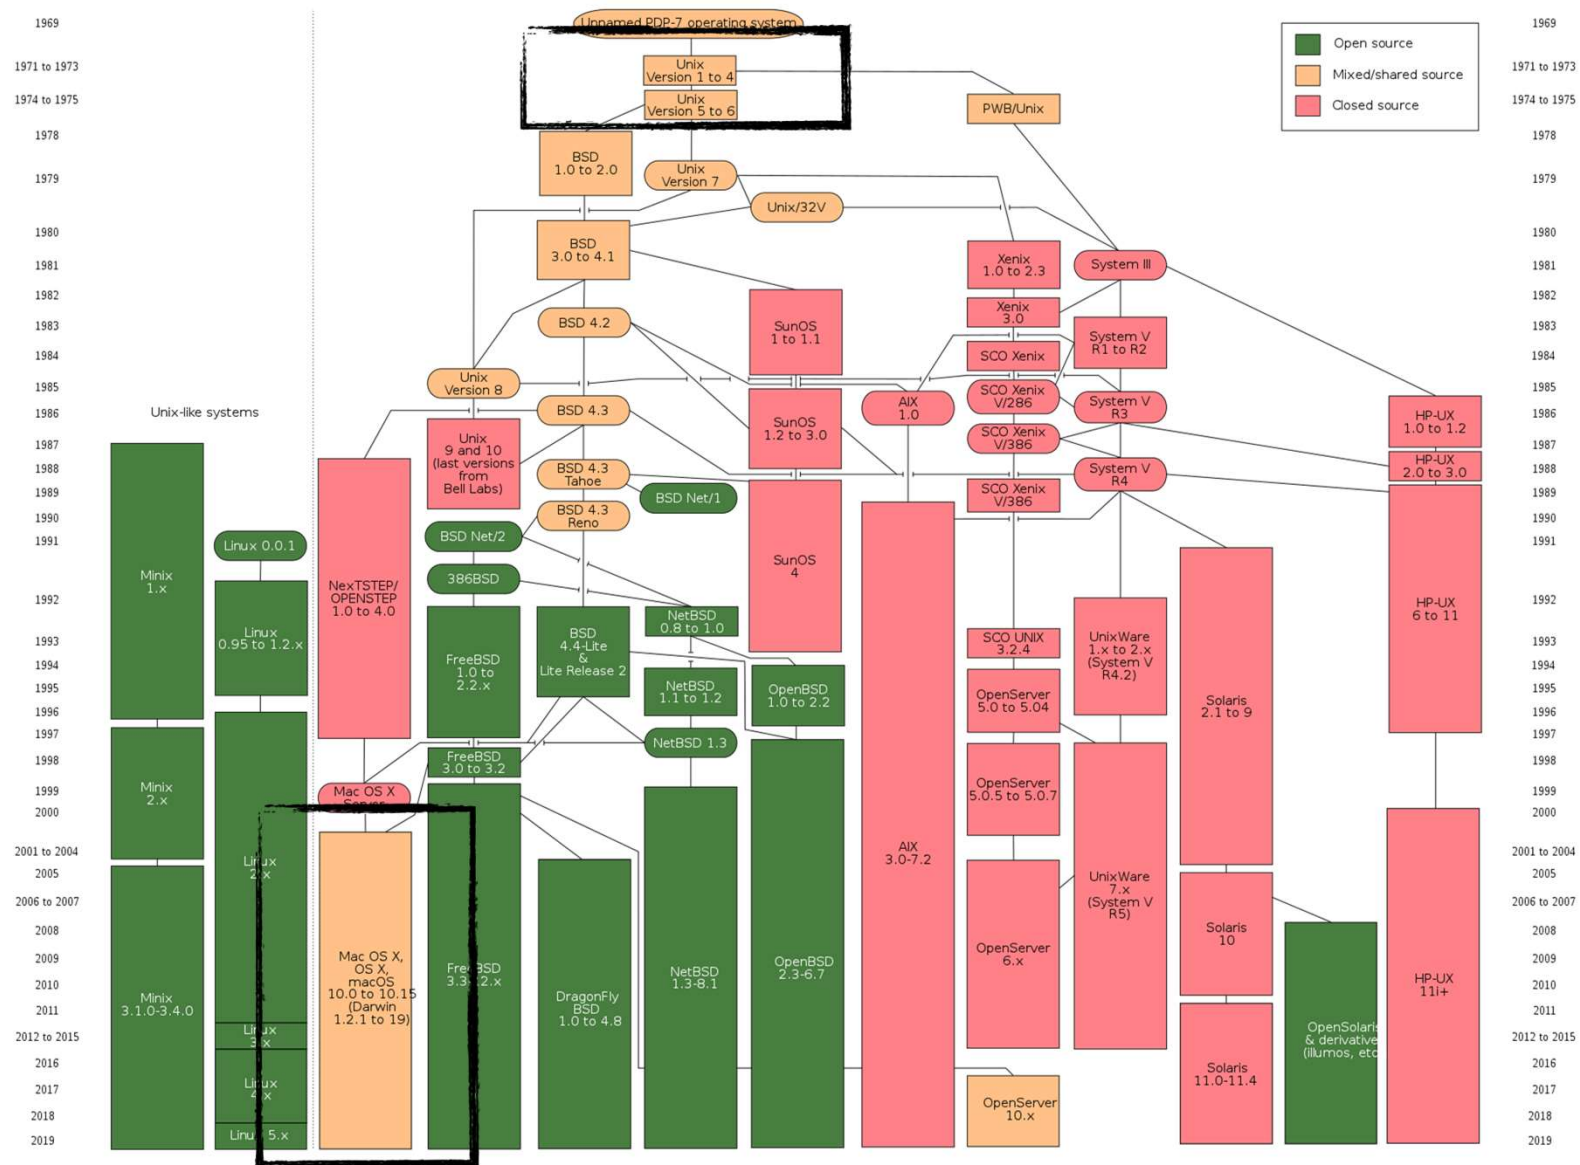 1969
1971 to 1973
1974 to 1975
1978
1979
1980
1981
1982
1983
1984
1985
1986
1987
1988
1989
1990
1991
1992
1993
1994
1995
1996
1997
1998
1999
2000
2001 to 2004
2005
2006 to 2007
2008
2009
2010
2011
2012 to 2015
2016
2017
2018
2019
Unix-like systems
Minix
1.x
Minix
2.x
Minix
3.1.0-3.4.0
Linux 0.0.1
Linux
0.95 to 1.2.x
Linux
2.x
Linux
3.x
Linux
4.x
Linux 5.x
Unnamed PDP-7 operating system
Unix
Version 1 to 4
Unix
Version 5 to 6
PWB/Unix
BSD
1.0 to 2.0
Unix
Version 7
Unix/32V
BSD
3.0 to 4.1
BSD 4.2
Unix
Version 8
BSD 4.3
Unix
9 and 10
(last versions
from
Bell Labs)
BSD 4.3
Tahoe
BSD Net/1
BSD 4.3
Reno
BSD Net/2
386BSD
NexTSTEP/
OPENSTEP
1.0 to 4.0
Mac OS X
Server
Mac OS X,
OS X,
macOS
10.0 to 10.15
(Darwin
1.2.1 to 19)
FreeBSD
1.0 to
2.2.x
FreeBSD
3.0 to 3.2
FreeBSD
3.3-12.x
BSD
4.4-Lite
&
Lite Release 2
DragonFly
BSD
1.0 to 4.8
NetBSD
0.8 to 1.0
NetBSD
1.1 to 1.2
NetBSD 1.3
NetBSD
1.3-8.1
SunOS
1 to 1.1
SunOS
1.2 to 3.0
SunOS
4
OpenBSD
1.0 to 2.2
OpenBSD
2.3-6.7
AIX
1.0
AIX
3.0-7.2
Xenix
1.0 to 2.3
Xenix
3.0
SCO Xenix
SCO Xenix
V/286
SCO Xenix
V/386
SCO Xenix
V/386
SCO UNIX
3.2.4
OpenServer
5.0 to 5.04
OpenServer
5.0.5 to 5.0.7
OpenServer
6.x
OpenServer
10.x
System III
System V
R1 to R2
System V
R3
System V
R4
UnixWare
1.x to 2.x
(System V
R4.2)
UnixWare
7.x
(System V
R5)
Solaris
2.1 to 9
Solaris
10
Solaris
11.0-11.4
OpenSolaris
& derivative
(illumos, etc
HP-UX
1.0 to 1.2
HP-UX
2.0 to 3.0
HP-UX
6 to 11
HP-UX
11i+
Open source
Mixed/shared source
Closed source
1969
1971 to 1973
1974 to 1975
1978
1979
1980
1981
1982
1983
1984
1985
1986
1987
1988
1989
1990
1991
1992
1993
1994
1995
1996
1997
1998
1999
2000
2001 to 2004
2005
2006 to 2007
2008
2009
2010
2011
2012 to 2015
2016
2017
2018
2019